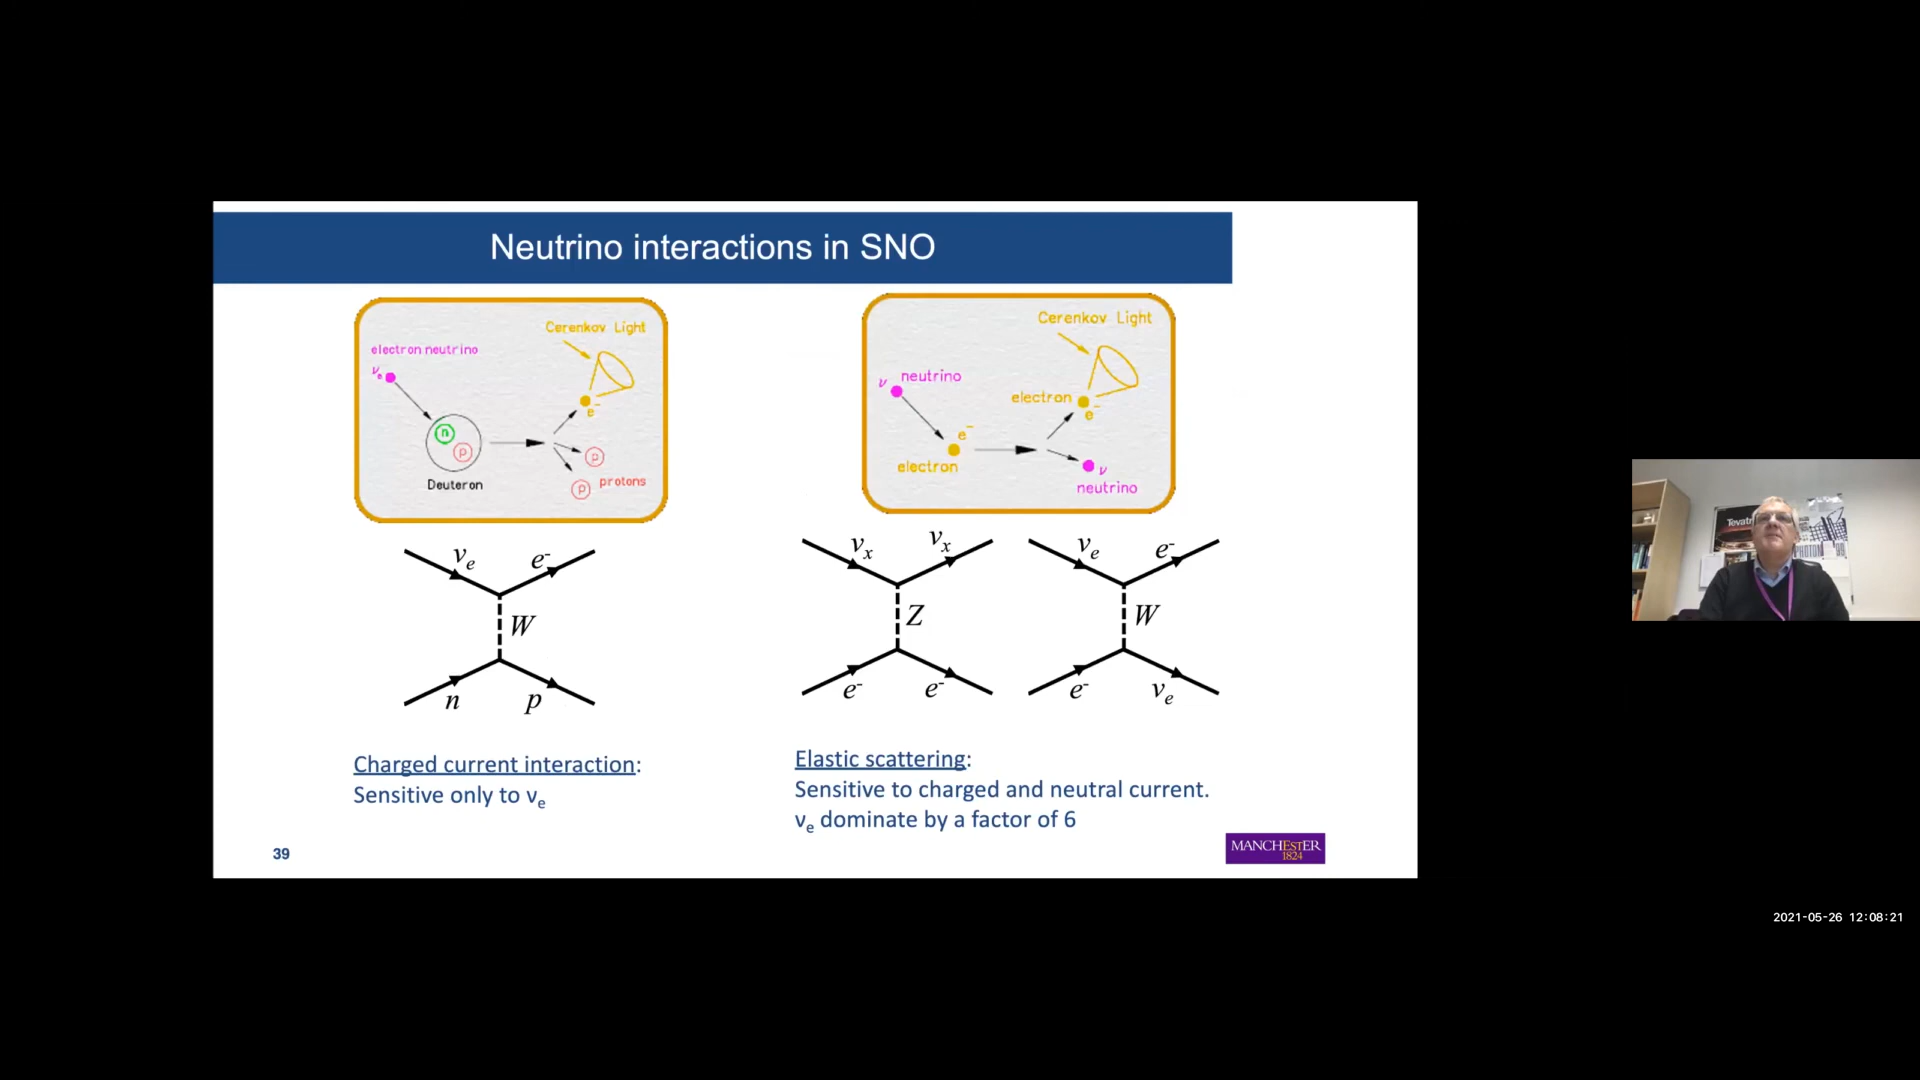 Neutrino interactions in SNO
Cerenkov Light
electron neutrino
νe
e⁻
n
p
p
Deuteron
p
protons
Cerenkov Light
ν neutrino
electron
e⁻
e⁻
electron
ν
neutrino
νe
e⁻
W
n
p
νx
νx
Z
e⁻
e⁻
νe
e⁻
W
e⁻
νe
Charged current interaction:
Sensitive only to νe
Elastic scattering:
Sensitive to charged and neutral current.
νe dominate by a factor of 6
39
MANCHESTER
1824
PHOTON
2021-05-26 12:08:21